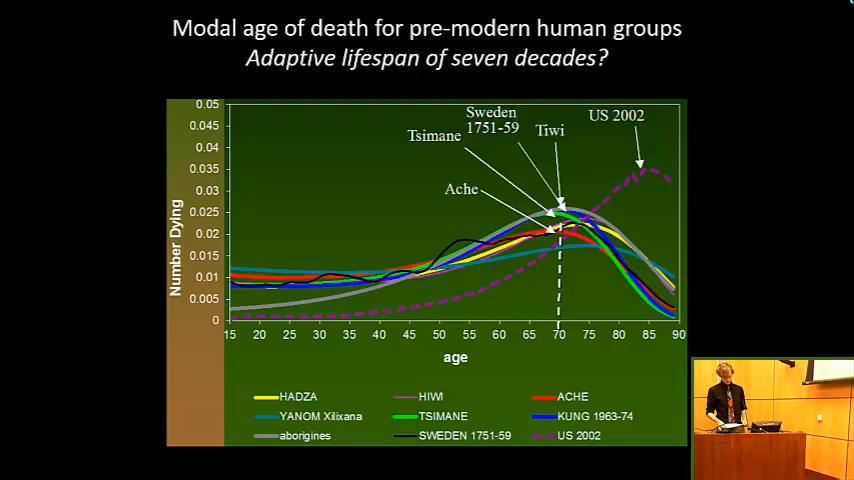 Modal age of death for pre-modern human groups
Adaptive lifespan of seven decades?
0.05
0.045
0.04
0.035
0.03
0.025
0.02
0.015
0.01
0.005
0
Number Dying
Sweden
1751-59
Tsimane
Tiwi
US 2002
Ache
15 20 25 30 35 40 45 50 55 60 65 70 75 80 85 90
age
HADZA HIWI ACHE
YANOM Xilixana TSIMANE KUNG 1963-74
aborigines SWEDEN 1751-59 US 2002